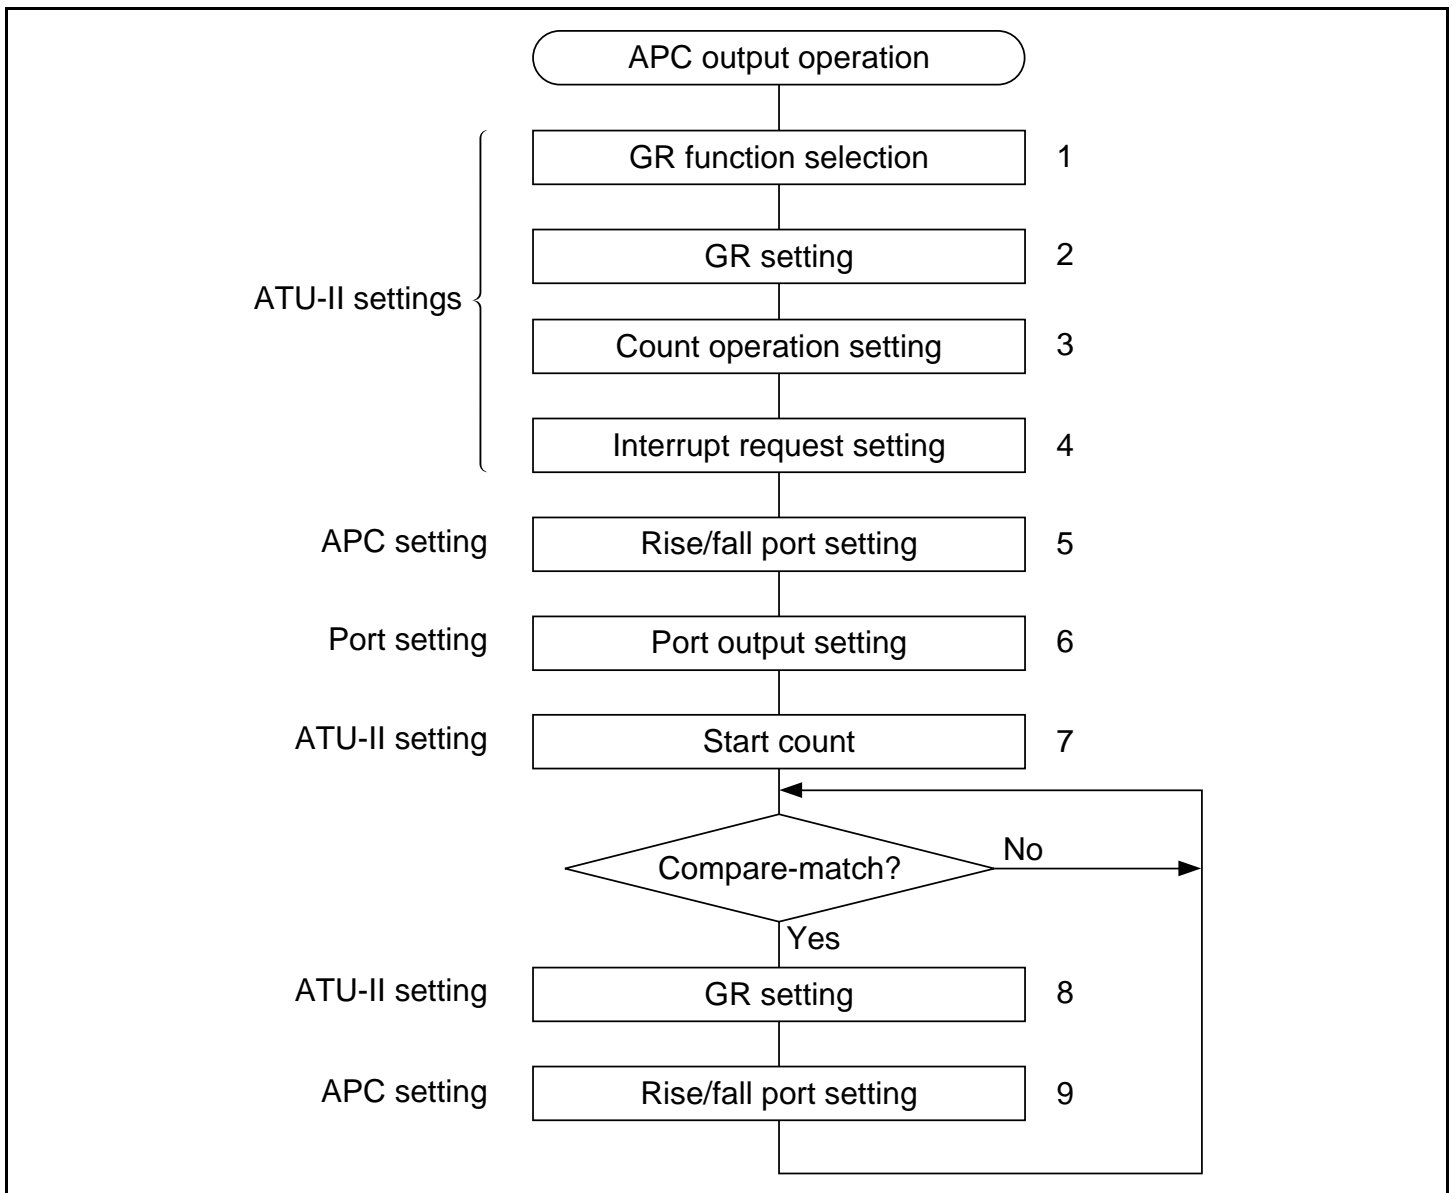 APC output operation
GR function selection 1
GR setting 2
ATU-II settings
Count operation setting 3
Interrupt request setting 4
APC setting Rise/fall port setting 5
Port setting Port output setting 6
ATU-II setting Start count 7
Compare-match? No
Yes
ATU-II setting GR setting 8
APC setting Rise/fall port setting 9